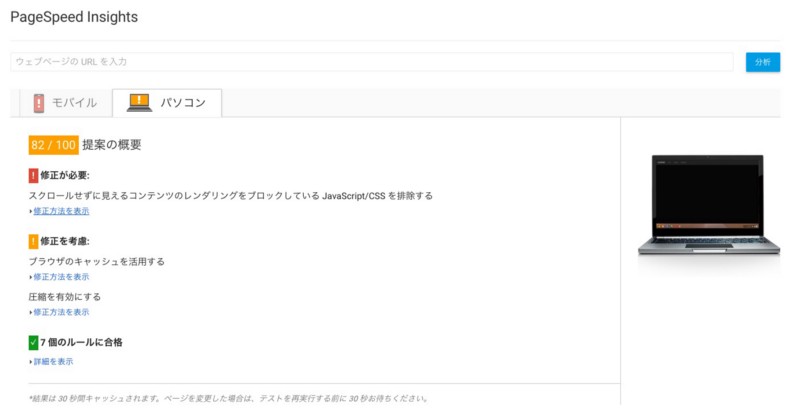 PageSpeed Insights
ウェブページの URL を入力
分析
モバイル
パソコン
82 / 100 提案の概要
! 修正が必要:
スクロールせずに見えるコンテンツのレンダリングをブロックしている JavaScript/CSS を排除する
修正方法を表示
! 修正を考慮:
ブラウザのキャッシュを活用する
修正方法を表示
圧縮を有効にする
修正方法を表示
7 個のルールに合格
詳細を表示
*結果は 30 秒間キャッシュされます。ページを変更した場合は、テストを再実行する前に 30 秒お待ちください。